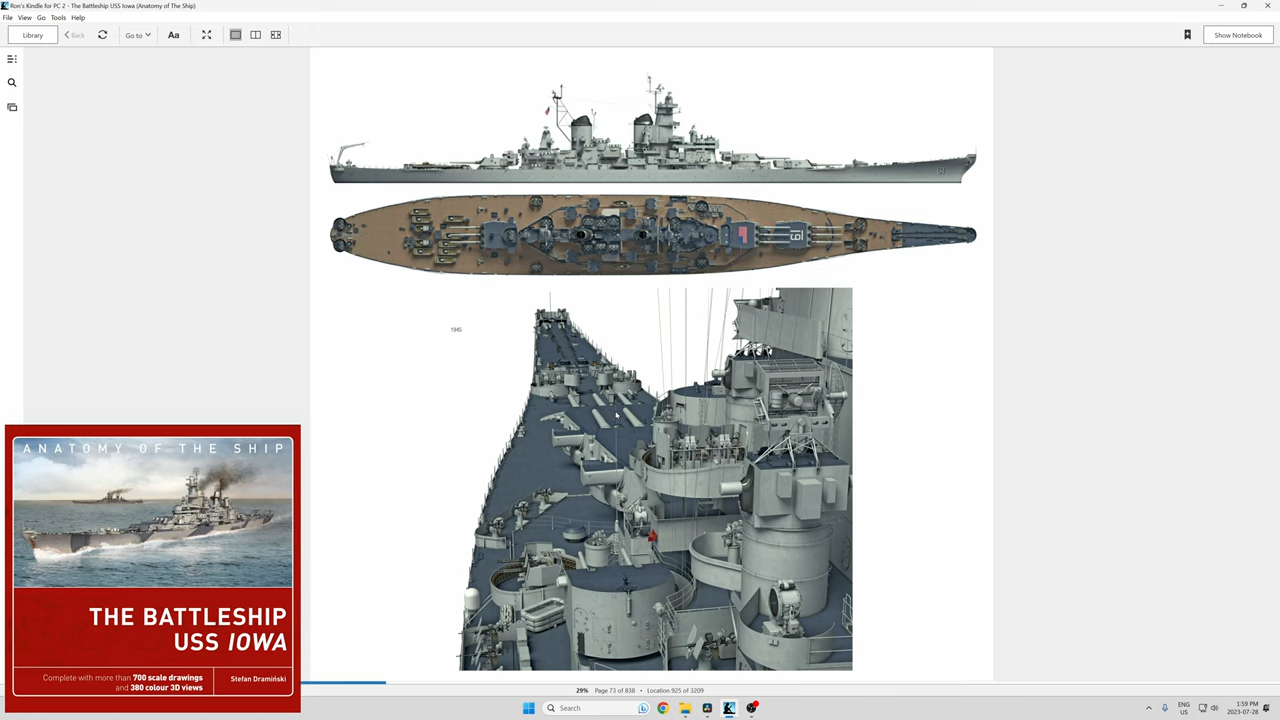 Ron's Kindle for PC 2 - The Battleship USS Iowa (Anatomy of The Ship)
File View Go Tools Help
Library Back Go to Aa Show Notebook
61
61
1945
ANATOMY OF THE SHIP
THE BATTLESHIP
USS IOWA
Complete with more than 700 scale drawings
and 380 colour 3D views
Stefan Dramiński
29% Page 73 of 838 • Location 925 of 3209
Search
ENG
US
1:59 PM
2023-07-28